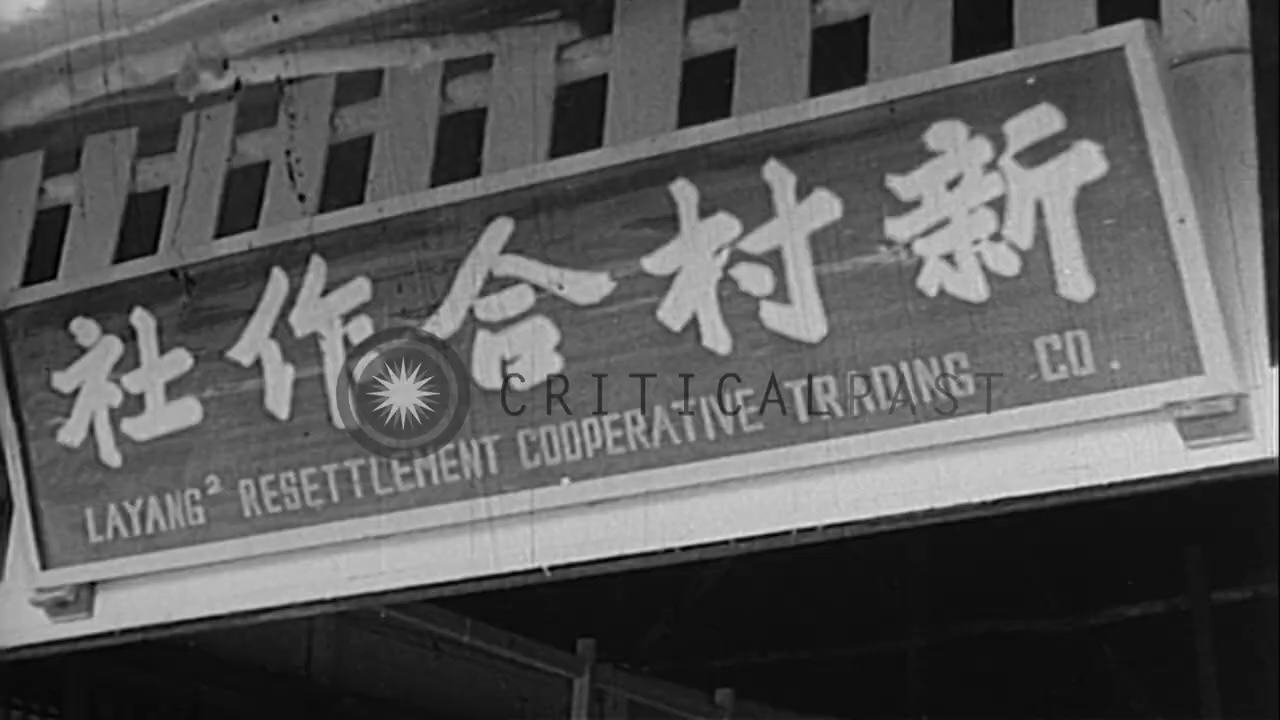 新村合作社
LAYANG² RESETTLEMENT COOPERATIVE TRADING CO.
CRITICALPAST